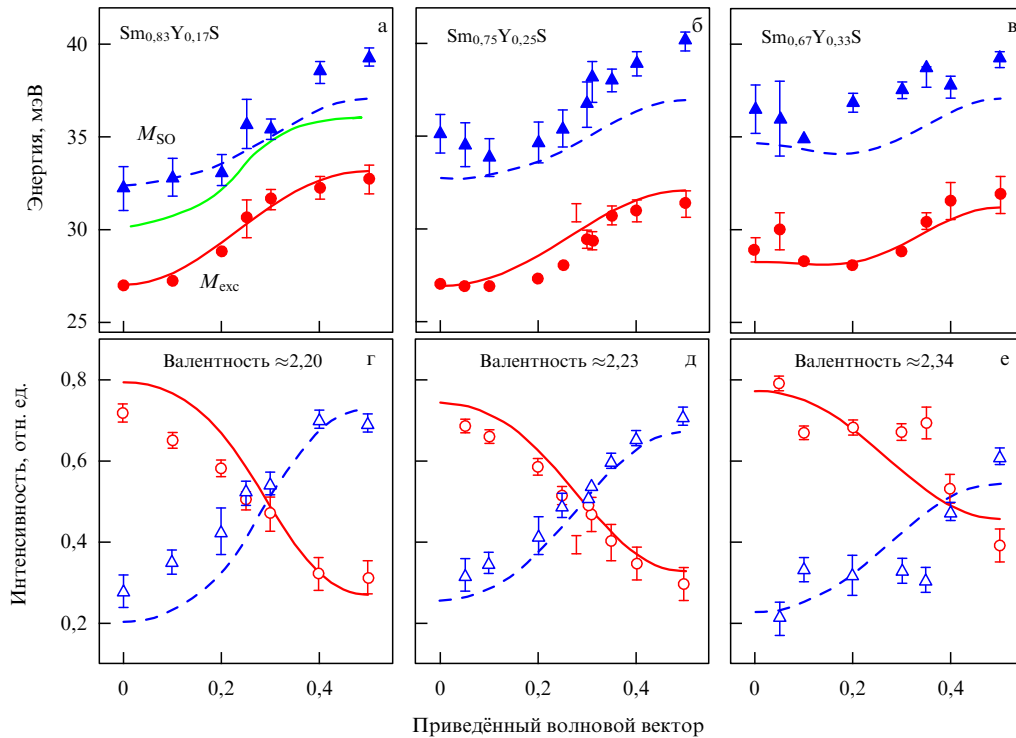 Sm0,83Y0,17S
а
Sm0,75Y0,25S
б
Sm0,67Y0,33S
в
Энергия, мэВ
40
35
30
25
MSO
Mexc
Валентность ≈2,20
г
Валентность ≈2,23
д
Валентность ≈2,34
е
Интенсивность, отн. ед.
0,8
0,6
0,4
0,2
0
0,2
0,4
0
0,2
0,4
0
0,2
0,4
Приведённый волновой вектор